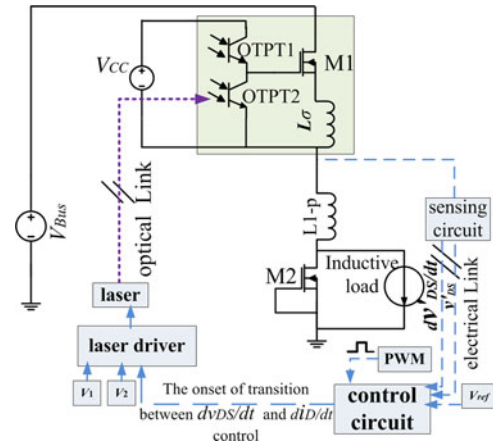 OTPT1
M1
VCC
OTPT2
Lσ
VBus
optical Link
L1-p
sensing circuit
M2
Inductive load
dV'DS/dt
v'DS
electrical Link
laser
laser driver
PWM
V1
V2
The onset of transition
between dvDS/dt and diD/dt
control
control circuit
Vref